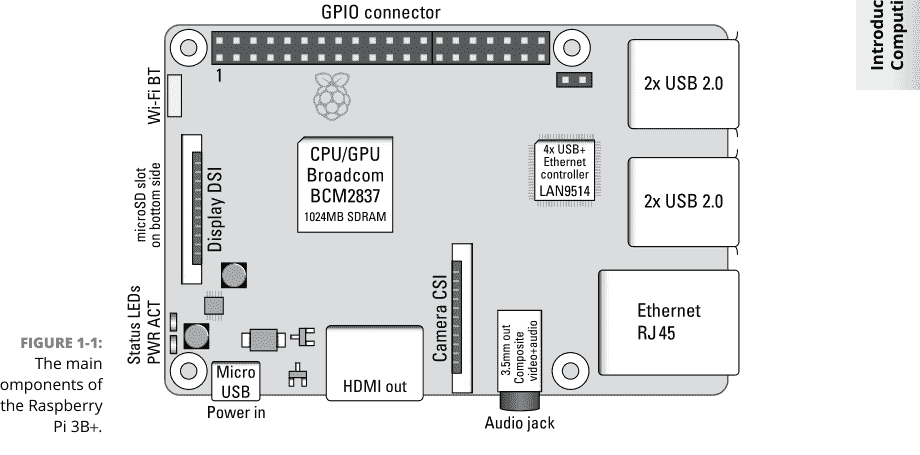 GPIO connector
Introduc
Computi
1
Wi-Fi BT
2x USB 2.0
CPU/GPU
Broadcom
BCM2837
1024MB SDRAM
4x USB+
Ethernet
controller
LAN9514
microSD slot
on bottom side
Display DSI
2x USB 2.0
Camera CSI
Ethernet
RJ45
Status LEDs
PWR ACT
3.5mm out
Composite
video+audio
Micro
USB
HDMI out
Power in
Audio jack
FIGURE 1-1:
The main
omponents of
the Raspberry
Pi 3B+.